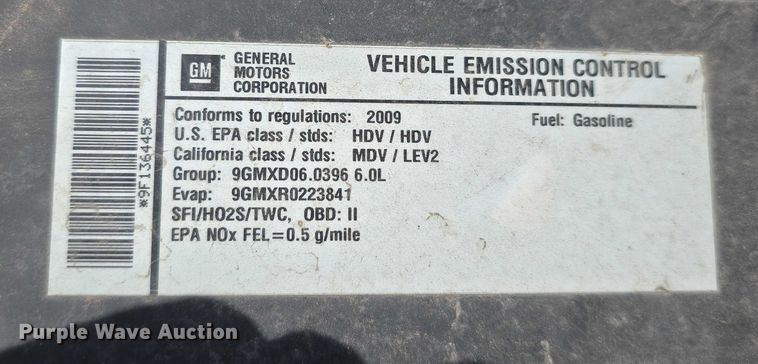 *9F136445*
GM
GENERAL
MOTORS
CORPORATION
VEHICLE EMISSION CONTROL
INFORMATION
Conforms to regulations: 2009
Fuel: Gasoline
U.S. EPA class / stds: HDV / HDV
California class / stds: MDV / LEV2
Group: 9GMXD06.0396 6.0L
Evap: 9GMXR0223841
SFI/HO2S/TWC, OBD: II
EPA NOx FEL=0.5 g/mile
Purple Wave Auction